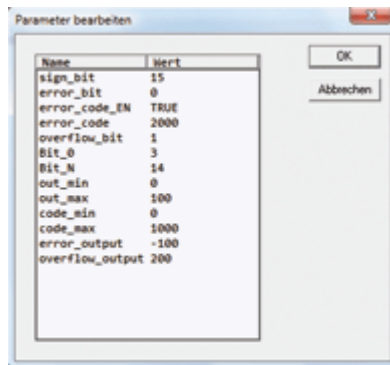 Parameter bearbeiten
Name Wert
sign_bit 15
error_bit 0
error_code_EN TRUE
error_code 2000
overflow_bit 1
Bit_0 3
Bit_N 14
out_min 0
out_max 100
code_min 0
code_max 1000
error_output -100
overflow_output 200
OK
Abbrechen